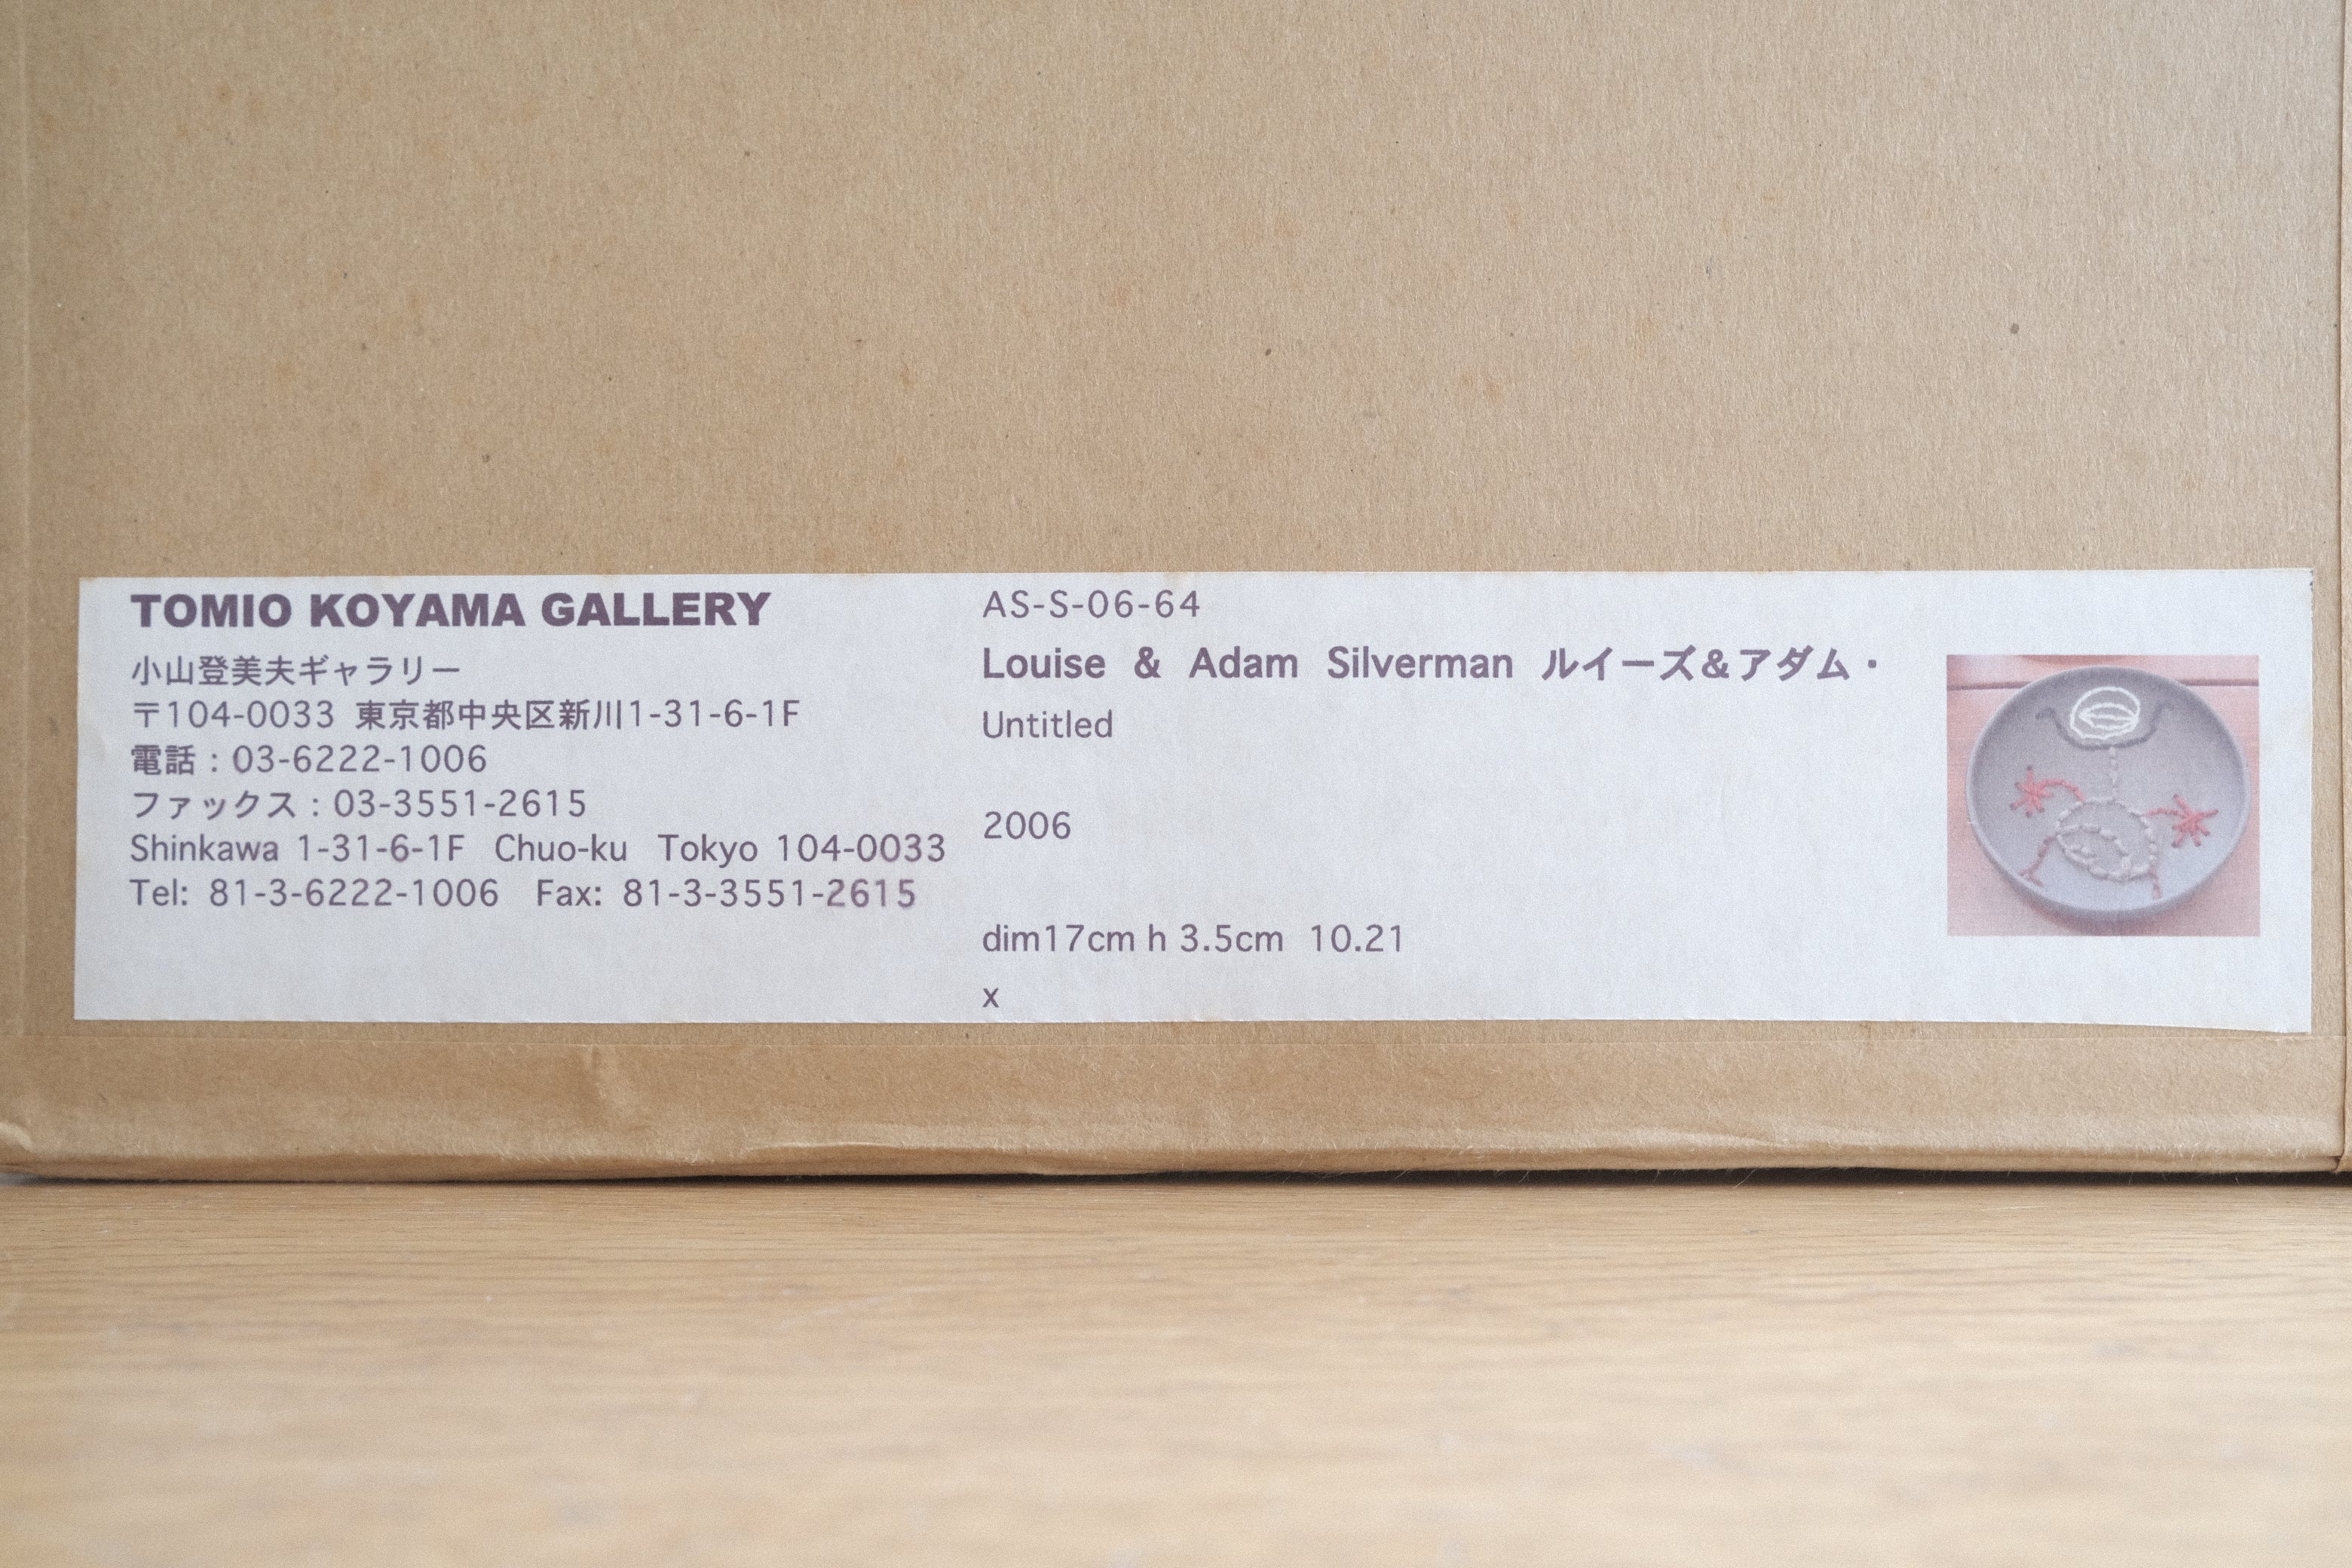 TOMIO KOYAMA GALLERY
小山登美夫ギャラリー
〒104-0033 東京都中央区新川1-31-6-1F
電話：03-6222-1006
ファックス：03-3551-2615
Shinkawa 1-31-6-1F Chuo-ku Tokyo 104-0033
Tel: 81-3-6222-1006 Fax: 81-3-3551-2615
AS-S-06-64
Louise & Adam Silverman ルイーズ＆アダム・
Untitled
2006
dim17cm h 3.5cm 10.21
x